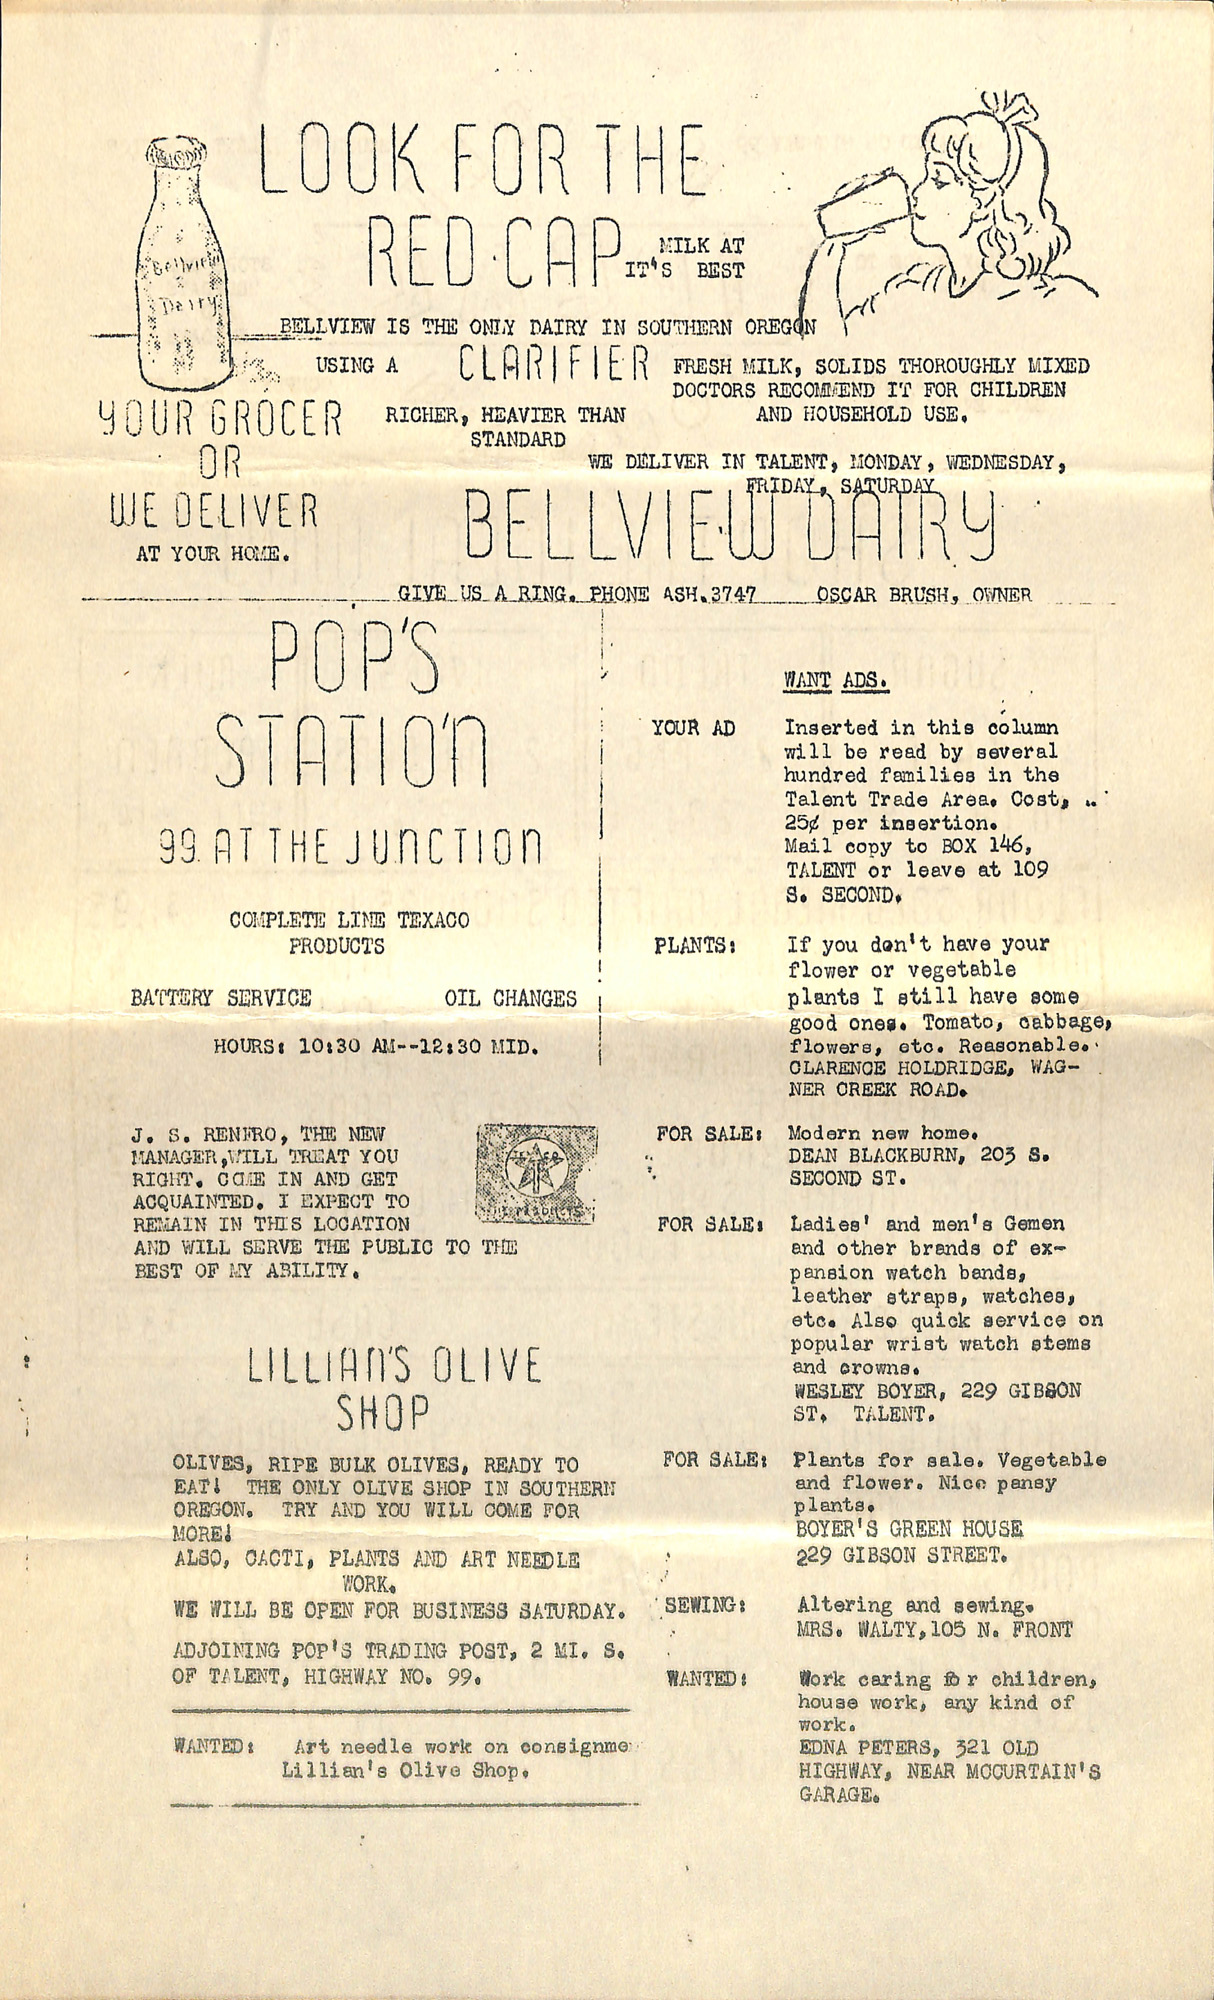 LOOK FOR THE
RED CAP
MILK AT
IT'S BEST
Bellview
Dairy
BELLVIEW IS THE ONLY DAIRY IN SOUTHERN OREGON
USING A CLARIFIER FRESH MILK, SOLIDS THOROUGHLY MIXED
DOCTORS RECOMMEND IT FOR CHILDREN
AND HOUSEHOLD USE.
YOUR GROCER
OR
WE DELIVER
AT YOUR HOME.
RICHER, HEAVIER THAN
STANDARD
WE DELIVER IN TALENT, MONDAY, WEDNESDAY,
FRIDAY, SATURDAY
BELLVIEW DAIRY
GIVE US A RING. PHONE ASH.3747 OSCAR BRUSH, OWNER
POP'S
STATIO'N
99 AT THE JUNCTION
COMPLETE LINE TEXACO
PRODUCTS
BATTERY SERVICE OIL CHANGES
HOURS: 10:30 AM--12:30 MID.
J. S. RENFRO, THE NEW
MANAGER,WILL TREAT YOU
RIGHT. COME IN AND GET
ACQUAINTED. I EXPECT TO
REMAIN IN THIS LOCATION
AND WILL SERVE THE PUBLIC TO THE
BEST OF MY ABILITY.
PRODUCTS
LILLIAN'S OLIVE
SHOP
OLIVES, RIPE BULK OLIVES, READY TO
EAT! THE ONLY OLIVE SHOP IN SOUTHERN
OREGON. TRY AND YOU WILL COME FOR
MORE!
ALSO, CACTI, PLANTS AND ART NEEDLE
WORK.
WE WILL BE OPEN FOR BUSINESS SATURDAY.
ADJOINING POP'S TRADING POST, 2 MI. S.
OF TALENT, HIGHWAY NO. 99.
WANTED: Art needle work on consignme
Lillian's Olive Shop.
WANT ADS.
YOUR AD Inserted in this column
will be read by several
hundred families in the
Talent Trade Area. Cost, ..
25¢ per insertion.
Mail copy to BOX 146,
TALENT or leave at 109
S. SECOND.
PLANTS: If you don't have your
flower or vegetable
plants I still have some
good ones. Tomato, cabbage,
flowers, etc. Reasonable.
CLARENCE HOLDRIDGE, WAG-
NER CREEK ROAD.
FOR SALE: Modern new home.
DEAN BLACKBURN, 203 S.
SECOND ST.
FOR SALE: Ladies' and men's Gemen
and other brands of ex-
pansion watch bands,
leather straps, watches,
etc. Also quick service on
popular wrist watch stems
and crowns.
WESLEY BOYER, 229 GIBSON
ST. TALENT.
FOR SALE: Plants for sale. Vegetable
and flower. Nice pansy
plants.
BOYER'S GREEN HOUSE
229 GIBSON STREET.
SEWING: Altering and sewing.
MRS. WALTY,105 N. FRONT
WANTED: Work caring fo r children,
house work, any kind of
work.
EDNA PETERS, 321 OLD
HIGHWAY, NEAR MCCURTAIN'S
GARAGE.